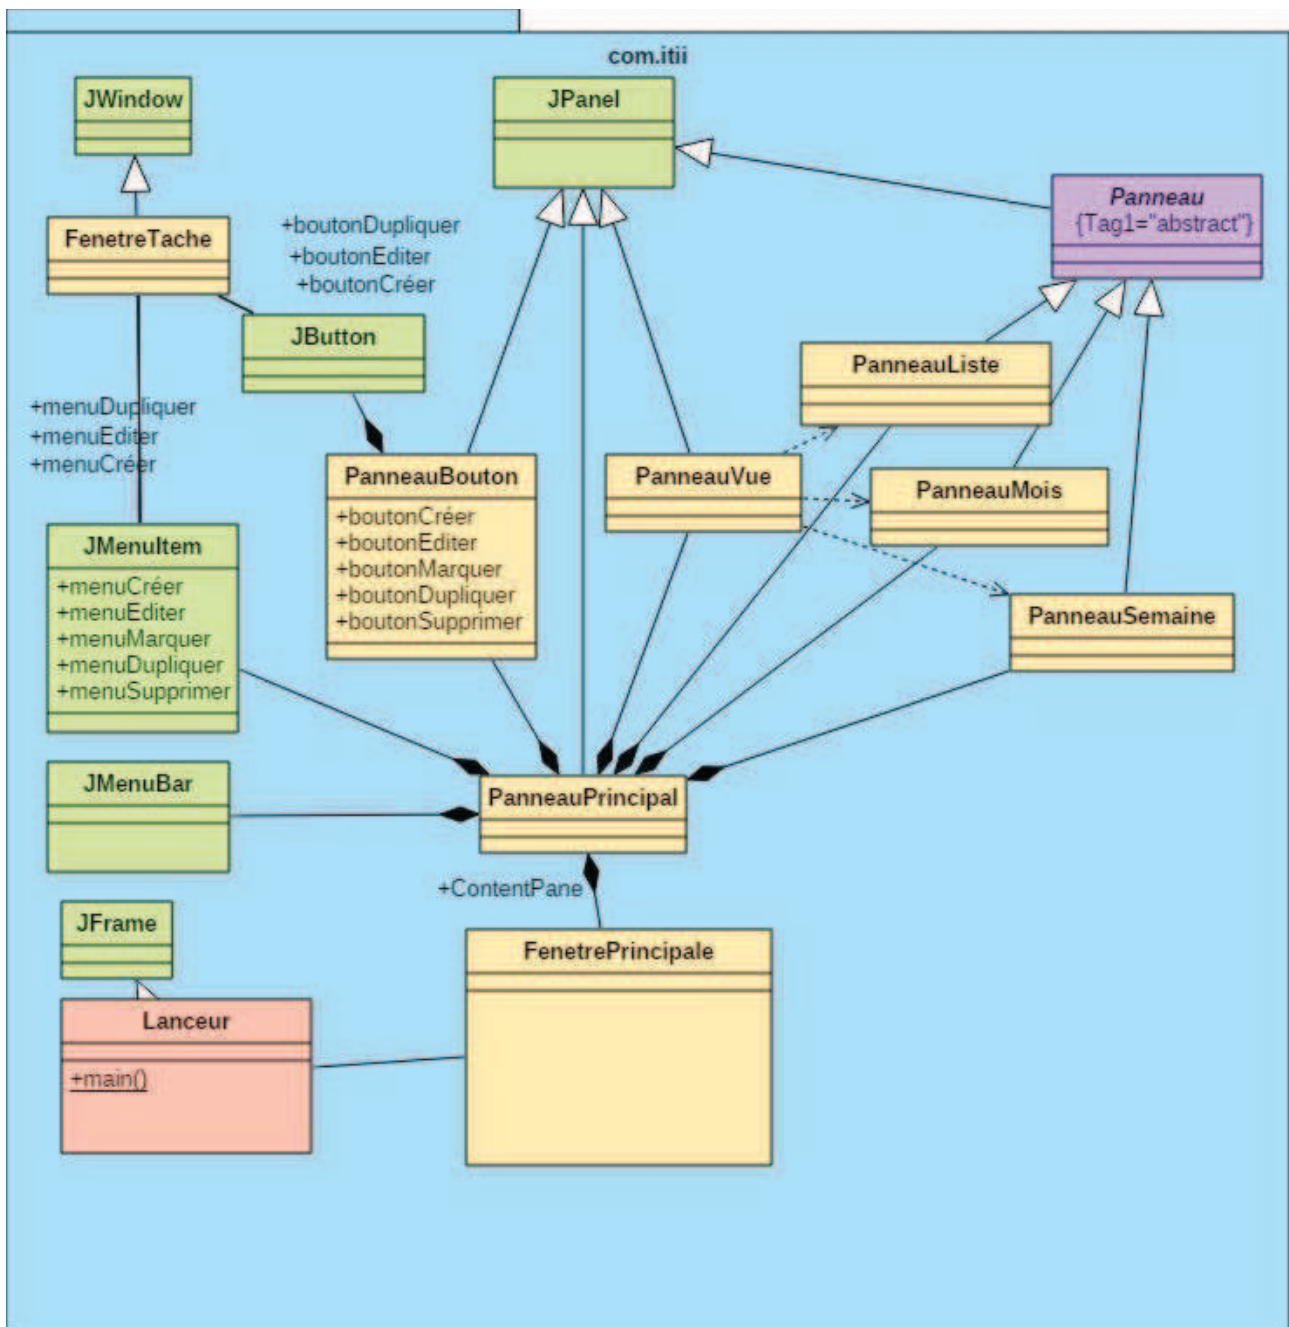 com.itii
JWindow
JPanel
Panneau
{Tag1="abstract"}
FenetreTache
+boutonDupliquer
+boutonEditer
+boutonCréer
JButton
PanneauListe
+menuDupliquer
+menuEditer
+menuCréer
PanneauBouton
+boutonCréer
+boutonEditer
+boutonMarquer
+boutonDupliquer
+boutonSupprimer
PanneauVue
PanneauMois
JMenuItem
+menuCréer
+menuEditer
+menuMarquer
+menuDupliquer
+menuSupprimer
PanneauSemaine
JMenuBar
PanneauPrincipal
+ContentPane
JFrame
FenetrePrincipale
Lanceur
+main()